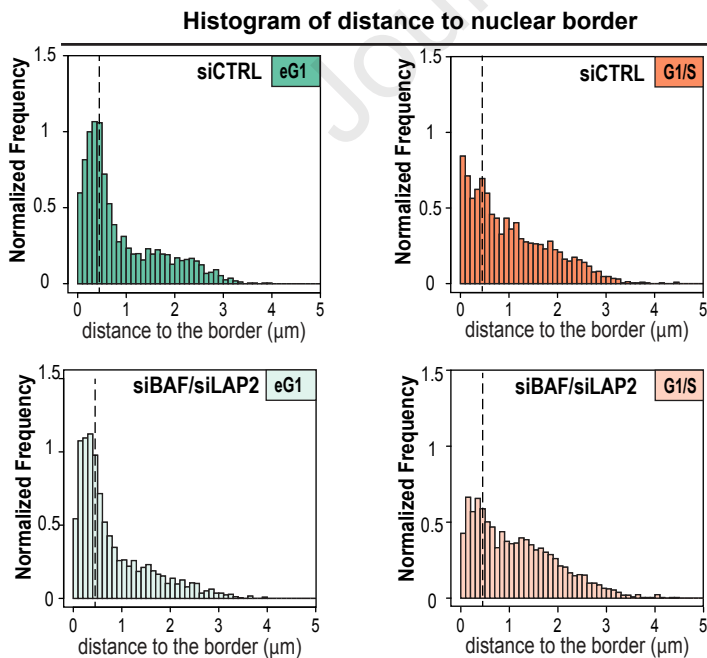 Histogram of distance to nuclear border
Jour
siCTRL eG1
Normalized Frequency
1.5
1
0.5
0
0 1 2 3 4 5
distance to the border (μm)
siCTRL G1/S
Normalized Frequency
1.5
1
0.5
0
0 1 2 3 4 5
distance to the border (μm)
siBAF/siLAP2 eG1
Normalized Frequency
1.5
1
0.5
0
0 1 2 3 4 5
distance to the border (μm)
siBAF/siLAP2 G1/S
Normalized Frequency
1.5
1
0.5
0
0 1 2 3 4 5
distance to the border (μm)